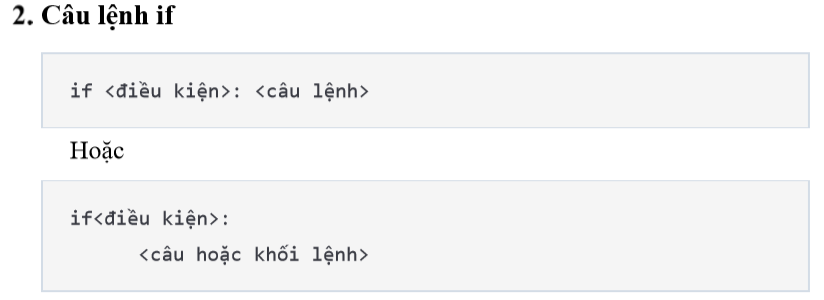 2. Câu lệnh if
if <điều kiện>: <câu lệnh>
Hoặc
if<điều kiện>:
<câu hoặc khối lệnh>